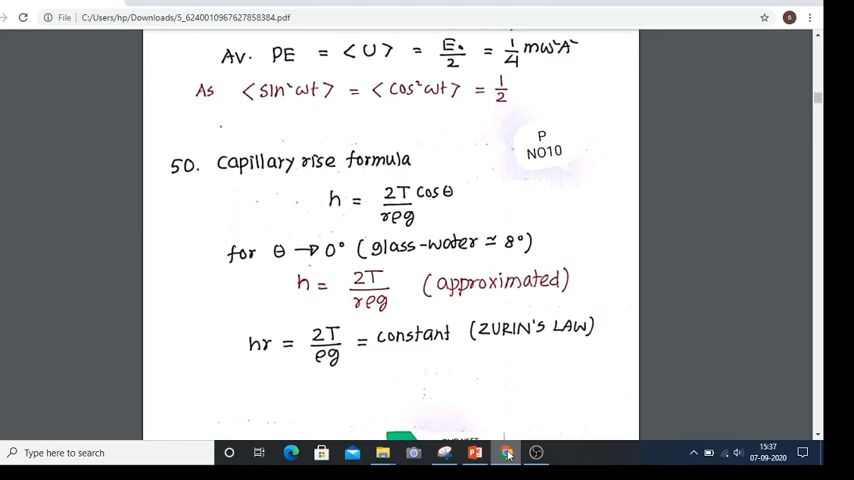 File
C:/Users/hp/Downloads/5_6240010967627858384.pdf
s
Av. PE = <U> = E₀/2 = 1/4 mω²A²
As <sin²ωt> = <cos²ωt> = 1/2
P
NO10
50. Capillary rise formula
h = 2T cosθ / rρg
for θ → 0° (glass-water ≃ 8°)
h = 2T / rρg (approximated)
hr = 2T / ρg = constant (ZURIN'S LAW)
Type here to search
15:37
07-09-2020